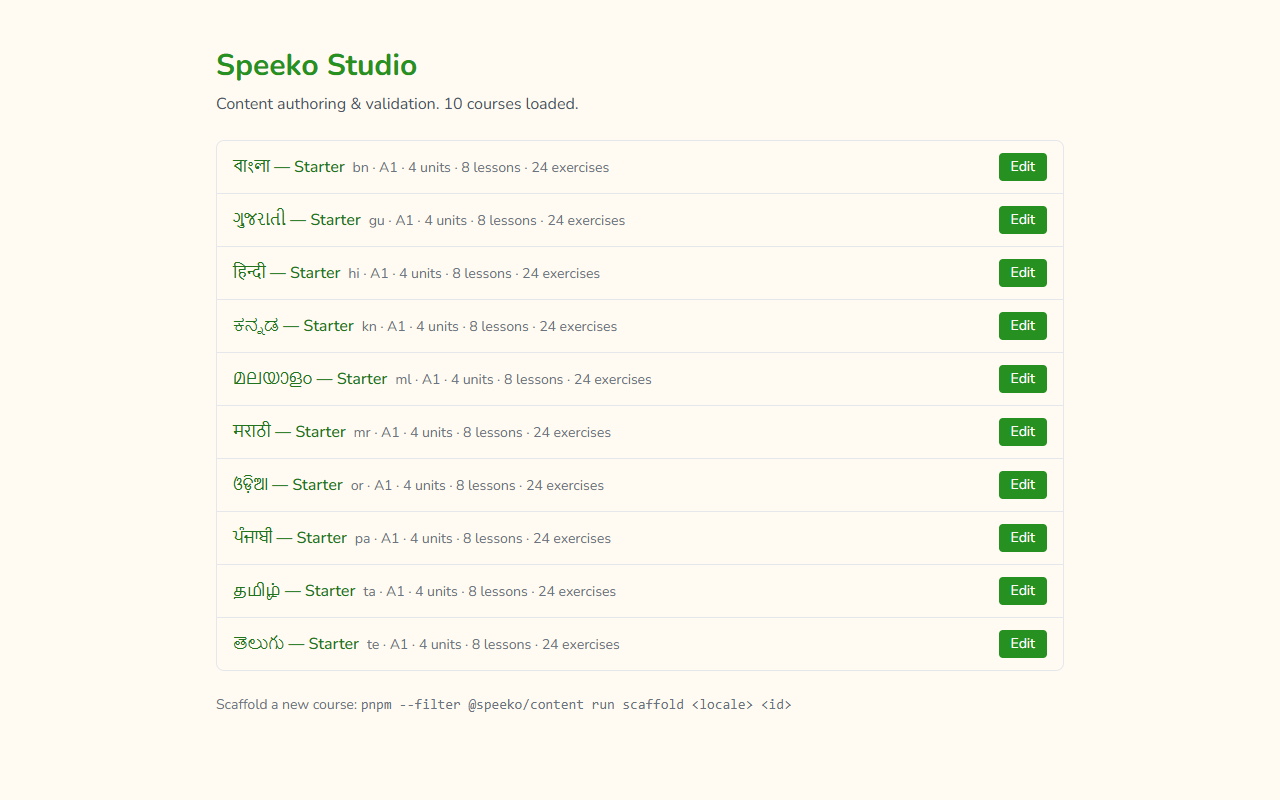 Speeko Studio
Content authoring & validation. 10 courses loaded.
বাংলা — Starter bn · A1 · 4 units · 8 lessons · 24 exercises Edit
ગુજરાતી — Starter gu · A1 · 4 units · 8 lessons · 24 exercises Edit
हिन्दी — Starter hi · A1 · 4 units · 8 lessons · 24 exercises Edit
ಕನ್ನಡ — Starter kn · A1 · 4 units · 8 lessons · 24 exercises Edit
മലയാളം — Starter ml · A1 · 4 units · 8 lessons · 24 exercises Edit
मराठी — Starter mr · A1 · 4 units · 8 lessons · 24 exercises Edit
ଓଡ଼ିଆ — Starter or · A1 · 4 units · 8 lessons · 24 exercises Edit
ਪੰਜਾਬੀ — Starter pa · A1 · 4 units · 8 lessons · 24 exercises Edit
தமிழ் — Starter ta · A1 · 4 units · 8 lessons · 24 exercises Edit
తెలుగు — Starter te · A1 · 4 units · 8 lessons · 24 exercises Edit
Scaffold a new course: pnpm --filter @speeko/content run scaffold <locale> <id>